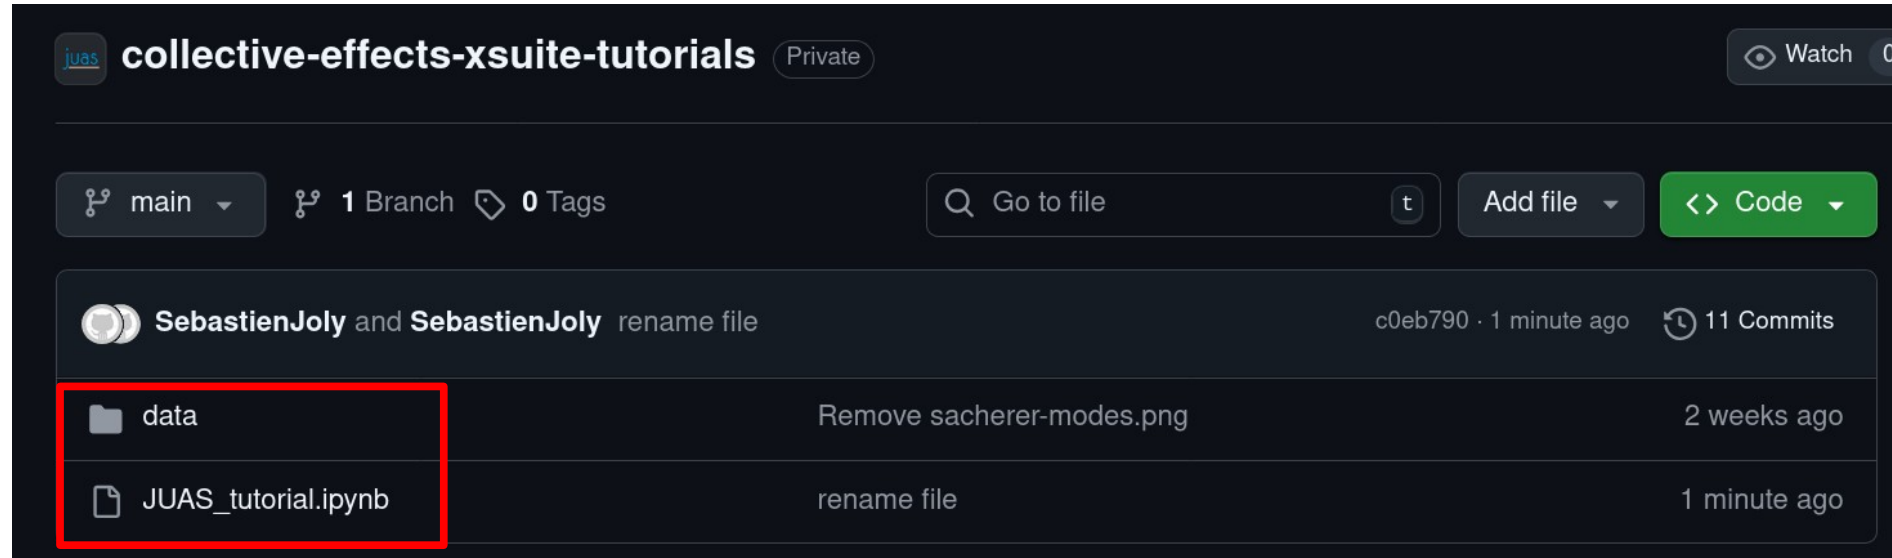 juas collective-effects-xsuite-tutorials Private Watch 0
main 1 Branch 0 Tags Go to file t Add file Code
SebastienJoly and SebastienJoly rename file c0eb790 · 1 minute ago 11 Commits
data Remove sacherer-modes.png 2 weeks ago
JUAS_tutorial.ipynb rename file 1 minute ago